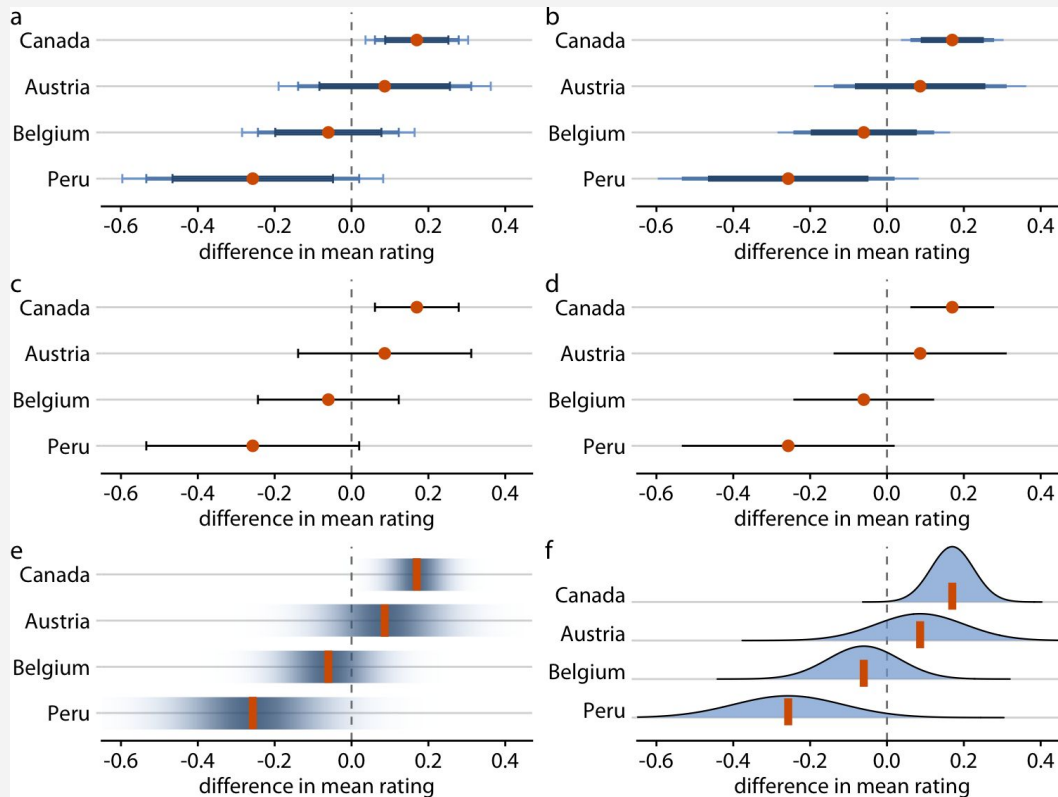 a
Canada
Austria
Belgium
Peru
-0.6 -0.4 -0.2 0.0 0.2 0.4
difference in mean rating
b
Canada
Austria
Belgium
Peru
-0.6 -0.4 -0.2 0.0 0.2 0.4
difference in mean rating
c
Canada
Austria
Belgium
Peru
-0.6 -0.4 -0.2 0.0 0.2 0.4
difference in mean rating
d
Canada
Austria
Belgium
Peru
-0.6 -0.4 -0.2 0.0 0.2 0.4
difference in mean rating
e
Canada
Austria
Belgium
Peru
-0.6 -0.4 -0.2 0.0 0.2 0.4
difference in mean rating
f
Canada
Austria
Belgium
Peru
-0.6 -0.4 -0.2 0.0 0.2 0.4
difference in mean rating